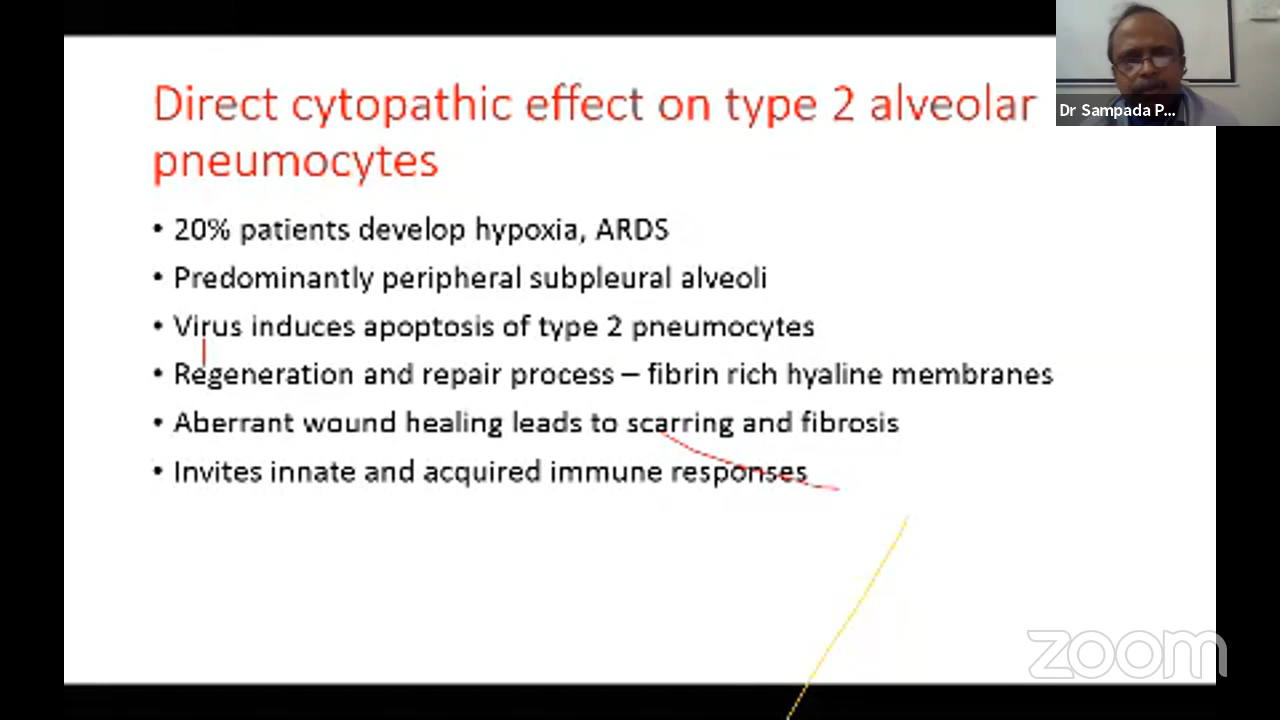 Direct cytopathic effect on type 2 alveolar
pneumocytes
Dr Sampada P...
• 20% patients develop hypoxia, ARDS
• Predominantly peripheral subpleural alveoli
• Virus induces apoptosis of type 2 pneumocytes
• Regeneration and repair process – fibrin rich hyaline membranes
• Aberrant wound healing leads to scarring and fibrosis
• Invites innate and acquired immune responses
zoom